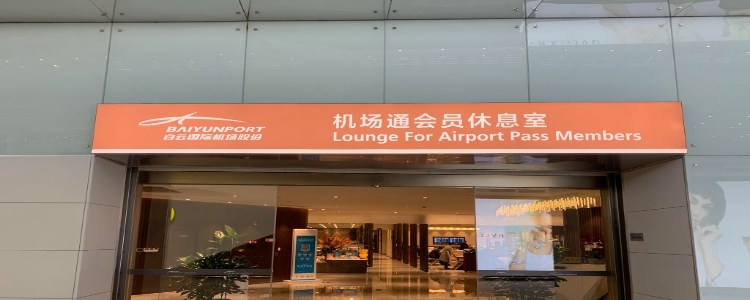 BAIYUNPORT
白云国际机场股份
机场通会员休息室
Lounge For Airport Pass Members